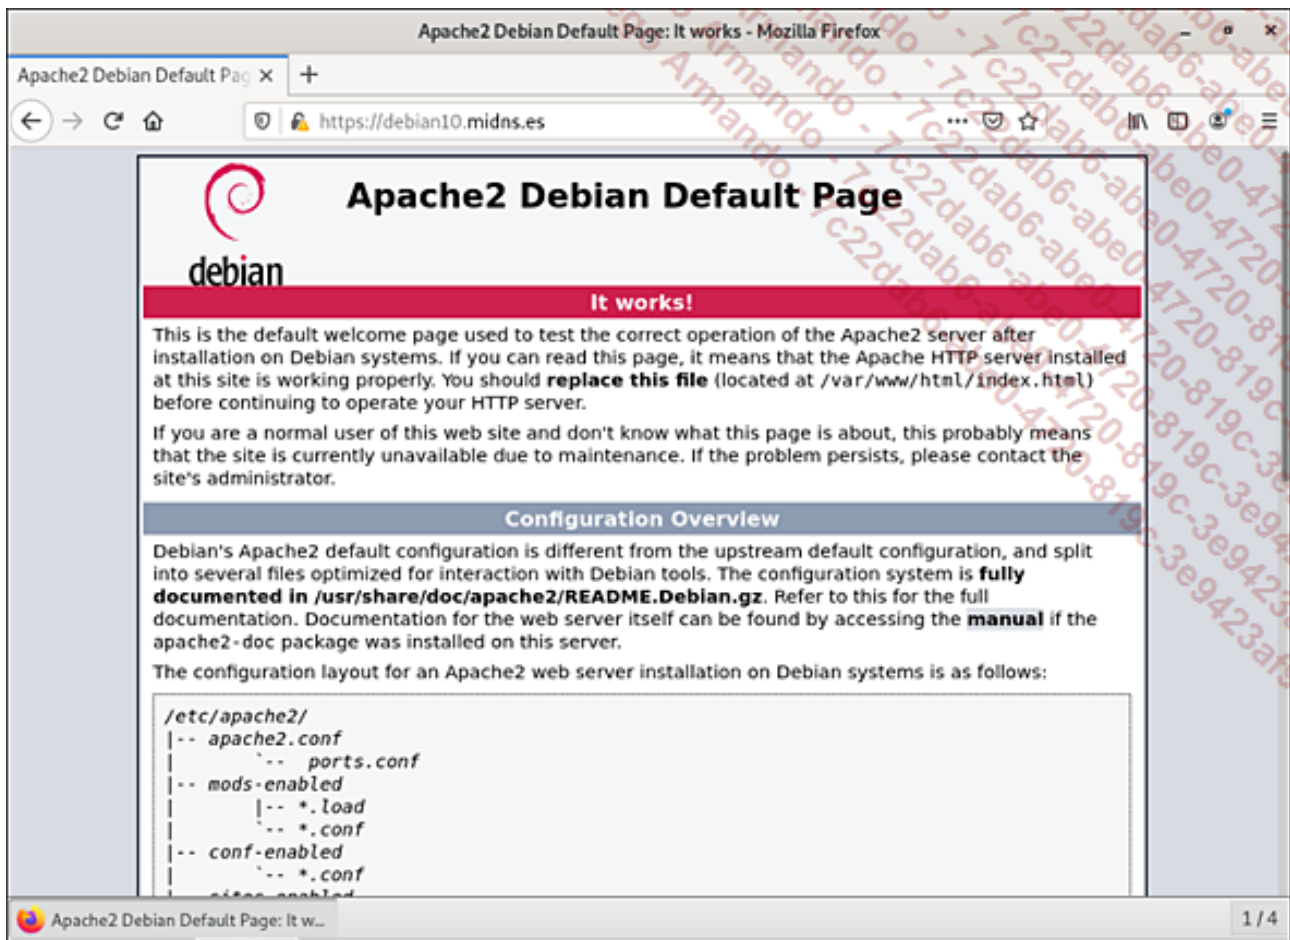 Apache2 Debian Default Page: It works - Mozilla Firefox
Apache2 Debian Default Pag
https://debian10.midns.es
debian
Apache2 Debian Default Page
It works!
This is the default welcome page used to test the correct operation of the Apache2 server after
installation on Debian systems. If you can read this page, it means that the Apache HTTP server installed
at this site is working properly. You should replace this file (located at /var/www/html/index.html)
before continuing to operate your HTTP server.
If you are a normal user of this web site and don't know what this page is about, this probably means
that the site is currently unavailable due to maintenance. If the problem persists, please contact the
site's administrator.
Configuration Overview
Debian's Apache2 default configuration is different from the upstream default configuration, and split
into several files optimized for interaction with Debian tools. The configuration system is fully
documented in /usr/share/doc/apache2/README.Debian.gz. Refer to this for the full
documentation. Documentation for the web server itself can be found by accessing the manual if the
apache2-doc package was installed on this server.
The configuration layout for an Apache2 web server installation on Debian systems is as follows:
/etc/apache2/
|-- apache2.conf
|       `--  ports.conf
|-- mods-enabled
|       |-- *.load
|       `-- *.conf
|-- conf-enabled
|       `-- *.conf
Apache2 Debian Default Page: It w...
1 / 4